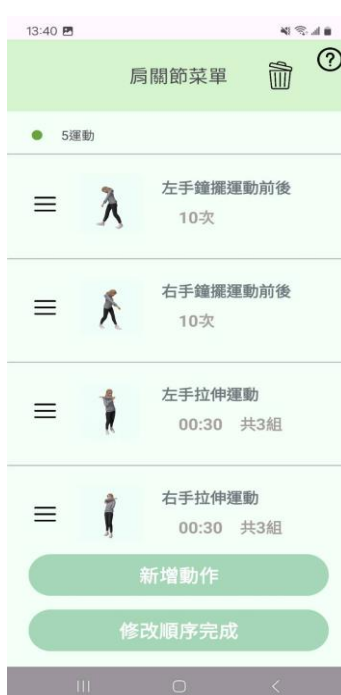 13:40
肩關節菜單
?
5運動
左手鐘擺運動前後
10次
右手鐘擺運動前後
10次
左手拉伸運動
00:30 共3組
右手拉伸運動
00:30 共3組
新增動作
修改順序完成